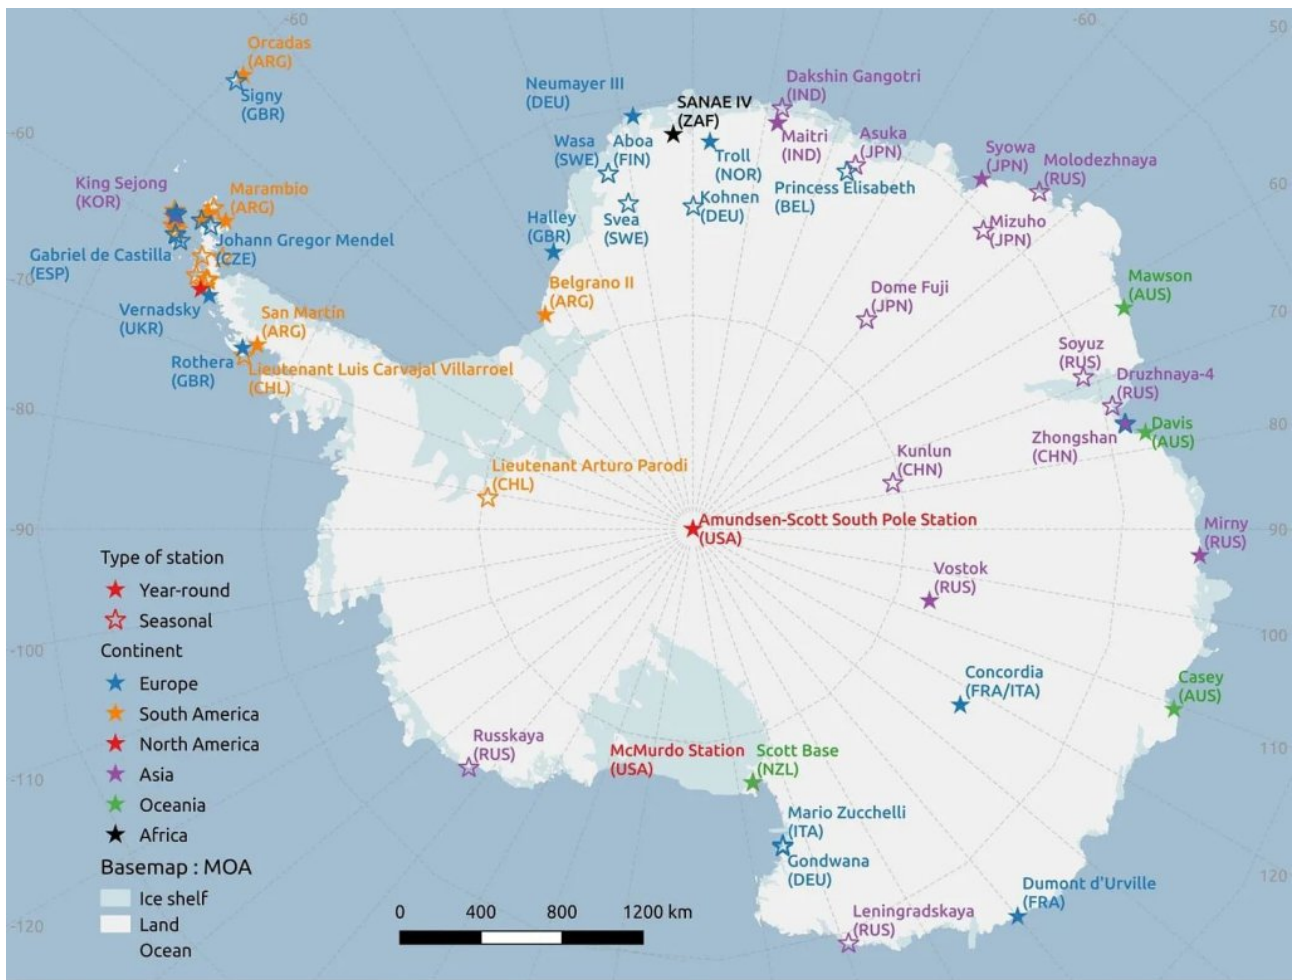 -60
-60
50
Orcadas
(ARG)
Signy
(GBR)
Neumayer III
(DEU)
SANAE IV
(ZAF)
Dakshin Gangotri
(IND)
Maitri
(IND)
Asuka
(JPN)
Syowa
(JPN)
Molodezhnaya
(RUS)
-60
60
Wasa
(SWE)
Aboa
(FIN)
Troll
(NOR)
Princess Elisabeth
(BEL)
Kohnen
(DEU)
Svea
(SWE)
Halley
(GBR)
Mizuho
(JPN)
King Sejong
(KOR)
Marambio
(ARG)
Johann Gregor Mendel
(CZE)
Gabriel de Castilla
(ESP)
-70
Belgrano II
(ARG)
Dome Fuji
(JPN)
Mawson
(AUS)
70
Vernadsky
(UKR)
San Martín
(ARG)
Rothera
(GBR)
Lieutenant Luis Carvajal Villarroel
(CHL)
Soyuz
(RUS)
Druzhnaya-4
(RUS)
-80
80
Zhongshan
(CHN)
Davis
(AUS)
Lieutenant Arturo Parodi
(CHL)
Kunlun
(CHN)
-90
90
Amundsen-Scott South Pole Station
(USA)
Mirny
(RUS)
Vostok
(RUS)
-100
100
Concordia
(FRA/ITA)
Casey
(AUS)
Russkaya
(RUS)
McMurdo Station
(USA)
Scott Base
(NZL)
-110
110
Mario Zucchelli
(ITA)
Gondwana
(DEU)
Dumont d'Urville
(FRA)
Leningradskaya
(RUS)
-120
120
Type of station
Year-round
Seasonal
Continent
Europe
South America
North America
Asia
Oceania
Africa
Basemap : MOA
Ice shelf
Land
Ocean
0 400 800 1200 km